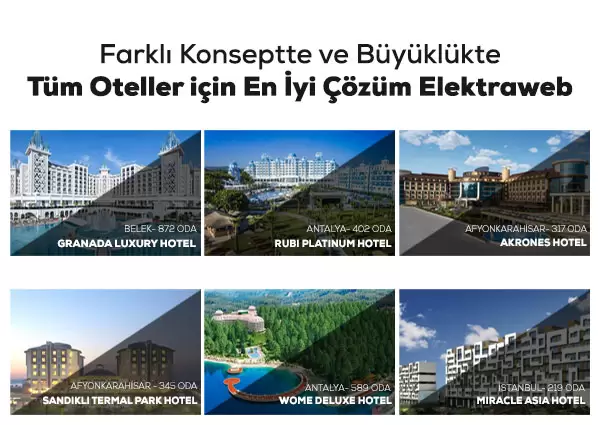 Farklı Konseptte ve Büyüklükte
Tüm Oteller için En İyi Çözüm Elektraweb
BELEK- 872 ODA
GRANADA LUXURY HOTEL
ANTALYA- 402 ODA
RUBI PLATINUM HOTEL
AFYONKARAHİSAR- 317 ODA
AKRONES HOTEL
AFYONKARAHİSAR - 345 ODA
SANDIKLI TERMAL PARK HOTEL
ANTALYA- 589 ODA
WOME DELUXE HOTEL
İSTANBUL- 219 ODA
MIRACLE ASIA HOTEL